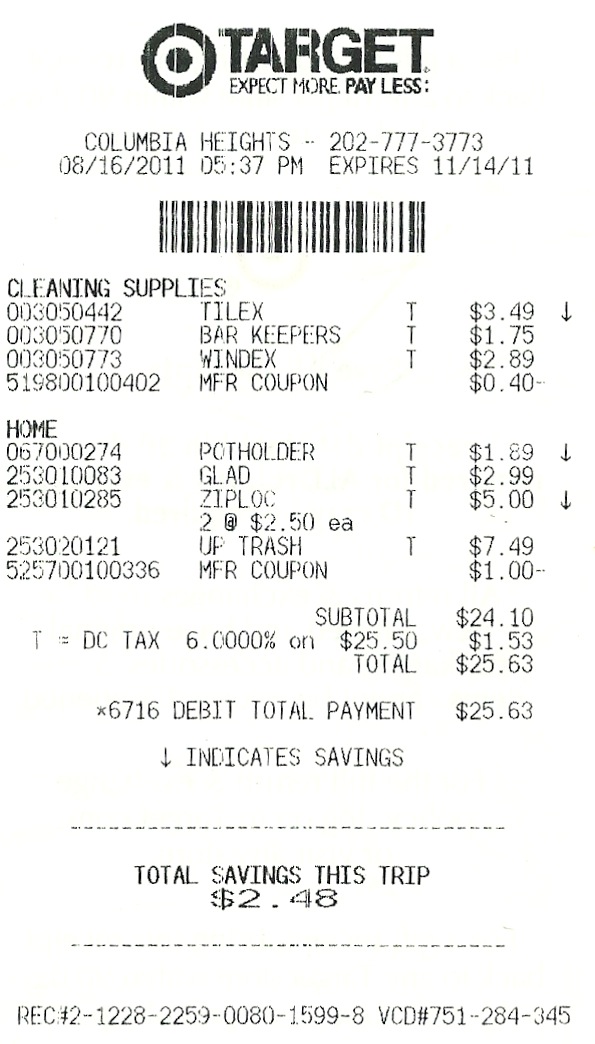 TARGET
EXPECT MORE. PAY LESS:
COLUMBIA HEIGHTS - 202-777-3773
08/16/2011 05:37 PM EXPIRES 11/14/11
CLEANING SUPPLIES
003050442 TILEX T $3.49 ↓
003050770 BAR KEEPERS T $1.75
003050773 WINDEX T $2.89
519800100402 MFR COUPON $0.40-
HOME
067000274 POTHOLDER T $1.89 ↓
253010083 GLAD T $2.99
253010285 ZIPLOC T $5.00 ↓
2 @ $2.50 ea
253020121 UP TRASH T $7.49
525700100336 MFR COUPON $1.00-
SUBTOTAL $24.10
T = DC TAX 6.0000% on $25.50 $1.53
TOTAL $25.63
*6716 DEBIT TOTAL PAYMENT $25.63
↓ INDICATES SAVINGS
TOTAL SAVINGS THIS TRIP
$2.48
REC#2-1228-2259-0080-1599-8 VCD#751-284-345